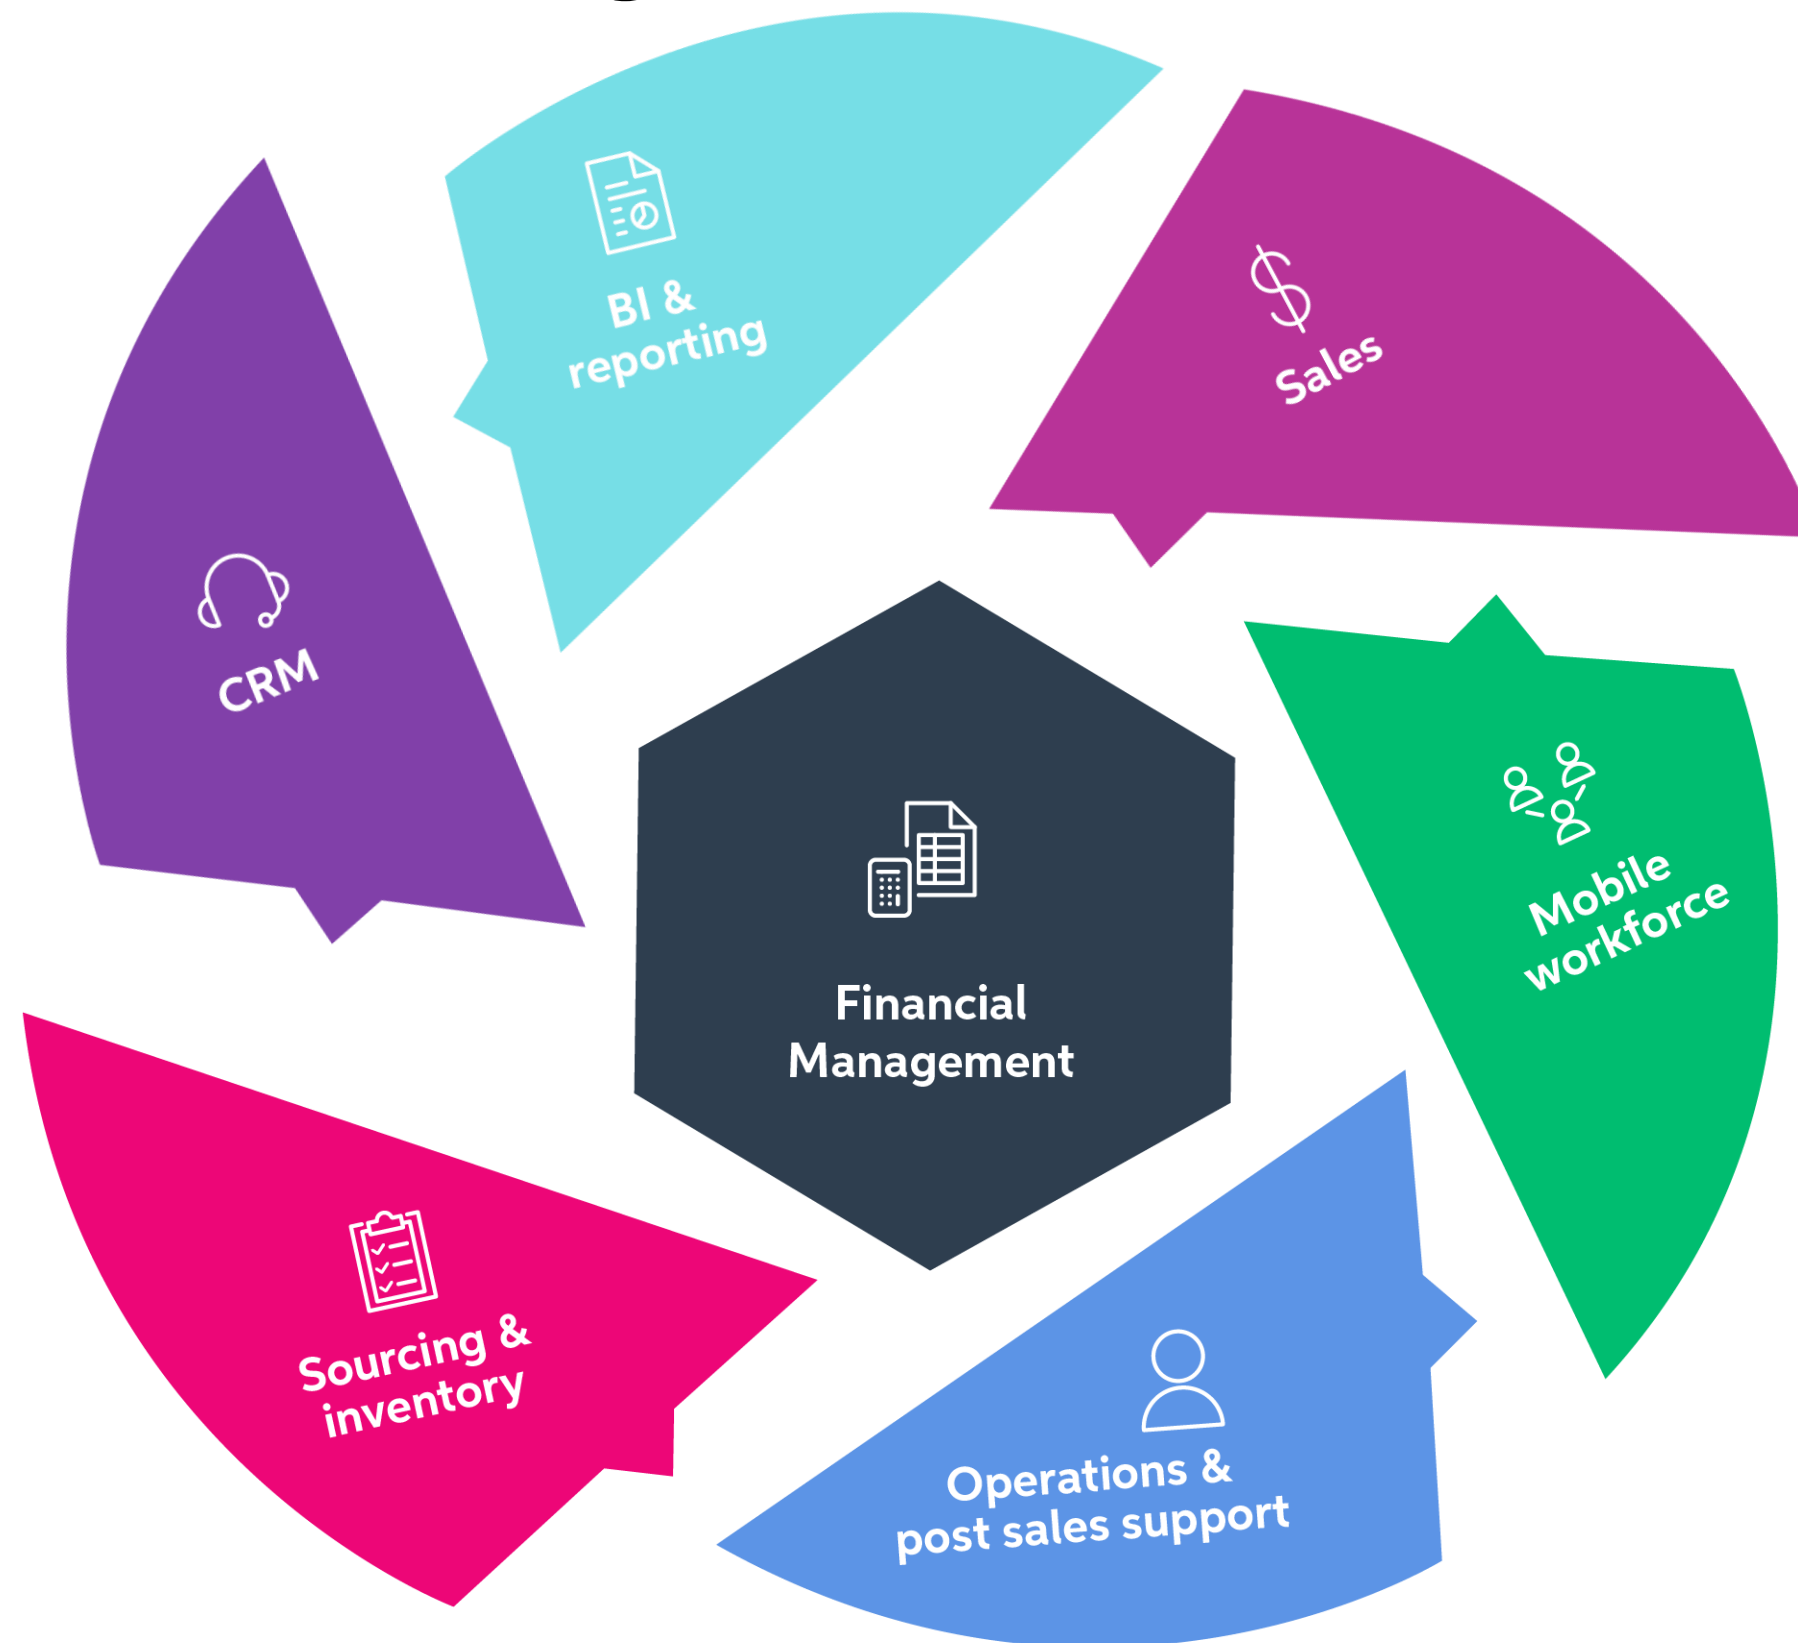 BI &
reporting
Sales
CRM
Mobile
workforce
Financial
Management
Sourcing &
inventory
Operations &
post sales support